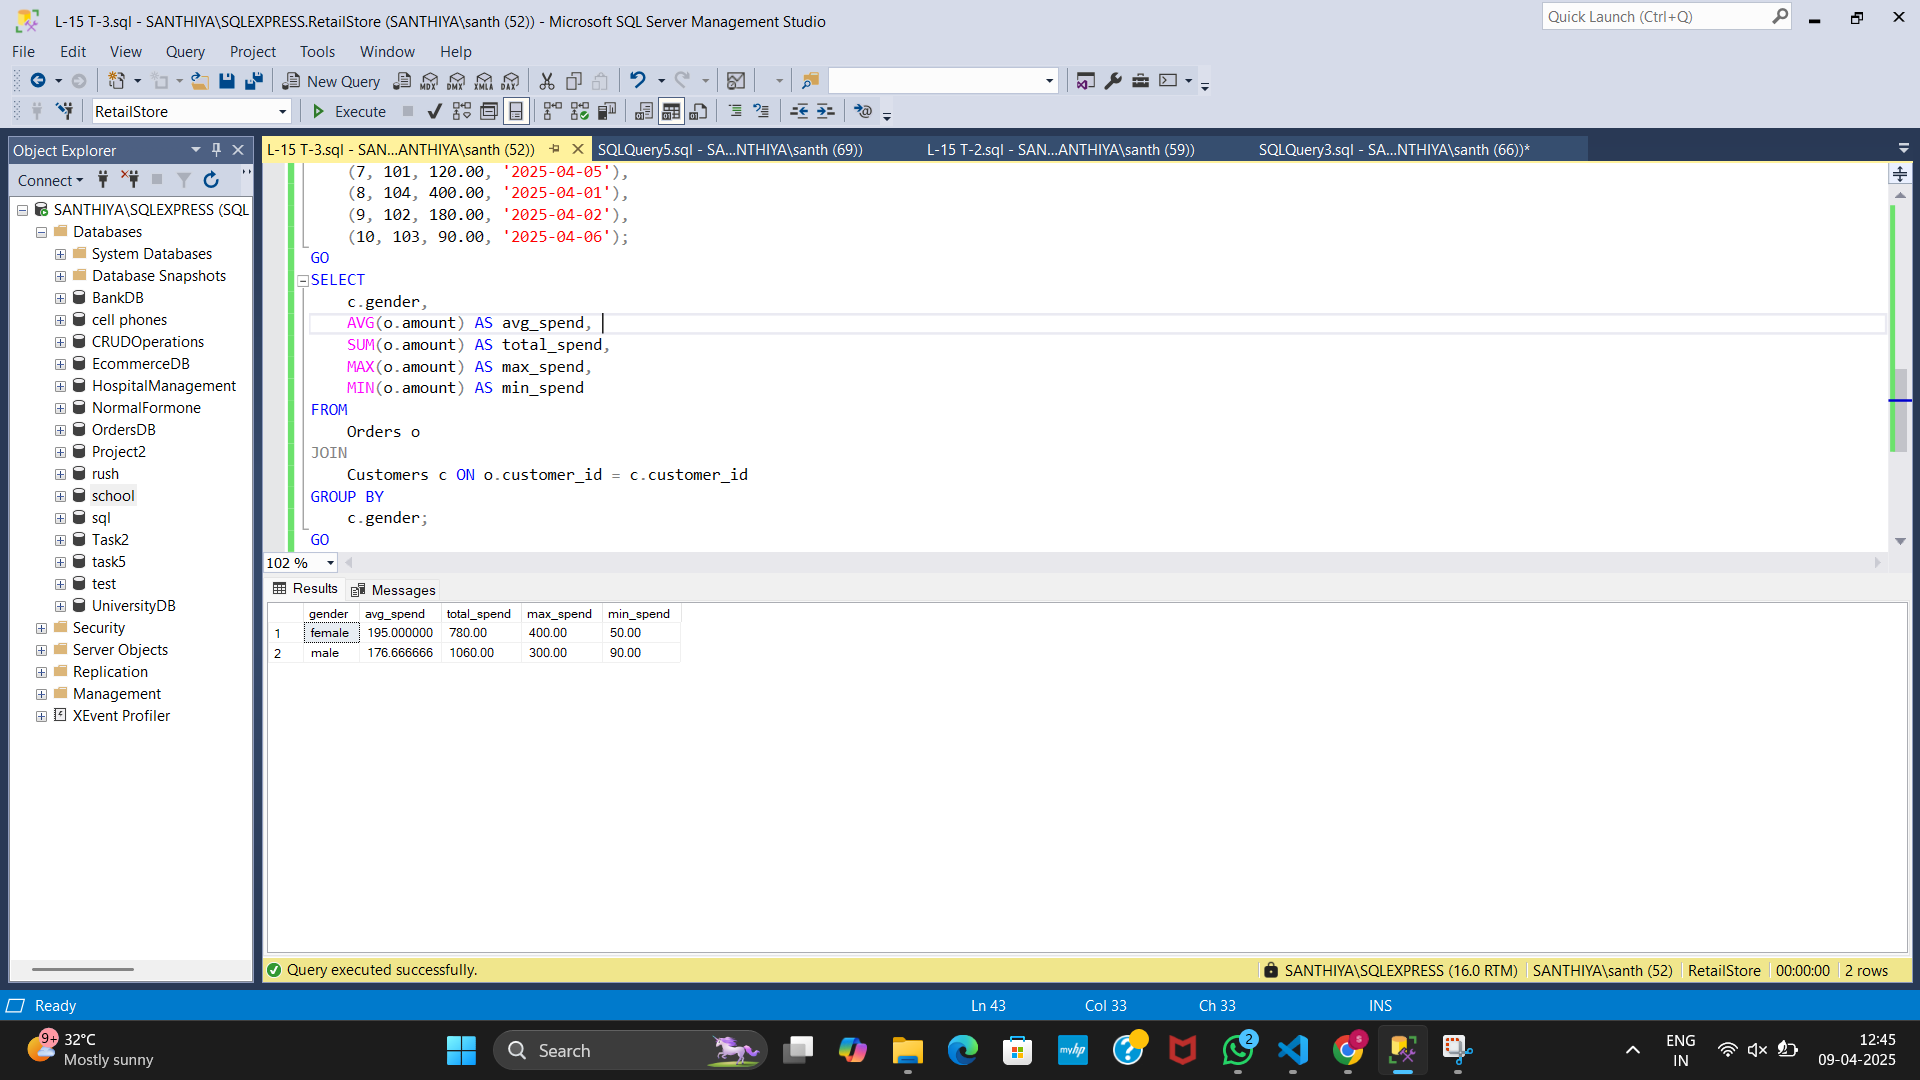 L-15 T-3.sql - SANTHIYA\SQLEXPRESS.RetailStore (SANTHIYA\santh (52)) - Microsoft SQL Server Management Studio
Quick Launch (Ctrl+Q)
File Edit View Query Project Tools Window Help
New Query MDX DMX XMLA DAX
RetailStore Execute
Object Explorer
L-15 T-3.sql - SAN...ANTHIYA\santh (52)) SQLQuery5.sql - SA...NTHIYA\santh (69)) L-15 T-2.sql - SAN...ANTHIYA\santh (59)) SQLQuery3.sql - SA...NTHIYA\santh (66))*
Connect
SANTHIYA\SQLEXPRESS (SQL
Databases
System Databases
Database Snapshots
BankDB
cell phones
CRUDOperations
EcommerceDB
HospitalManagement
NormalFormone
OrdersDB
Project2
rush
school
sql
Task2
task5
test
UniversityDB
Security
Server Objects
Replication
Management
XEvent Profiler
(7, 101, 120.00, '2025-04-05'),
(8, 104, 400.00, '2025-04-01'),
(9, 102, 180.00, '2025-04-02'),
(10, 103, 90.00, '2025-04-06');
GO
SELECT
c.gender,
AVG(o.amount) AS avg_spend,
SUM(o.amount) AS total_spend,
MAX(o.amount) AS max_spend,
MIN(o.amount) AS min_spend
FROM
Orders o
JOIN
Customers c ON o.customer_id = c.customer_id
GROUP BY
c.gender;
GO
102 %
Results Messages
gender avg_spend total_spend max_spend min_spend
1 female 195.000000 780.00 400.00 50.00
2 male 176.666666 1060.00 300.00 90.00
Query executed successfully. SANTHIYA\SQLEXPRESS (16.0 RTM) SANTHIYA\santh (52) RetailStore 00:00:00 2 rows
Ready Ln 43 Col 33 Ch 33 INS
9+ 32°C
Mostly sunny
Search
myhp
2
S
ENG
IN
12:45
09-04-2025